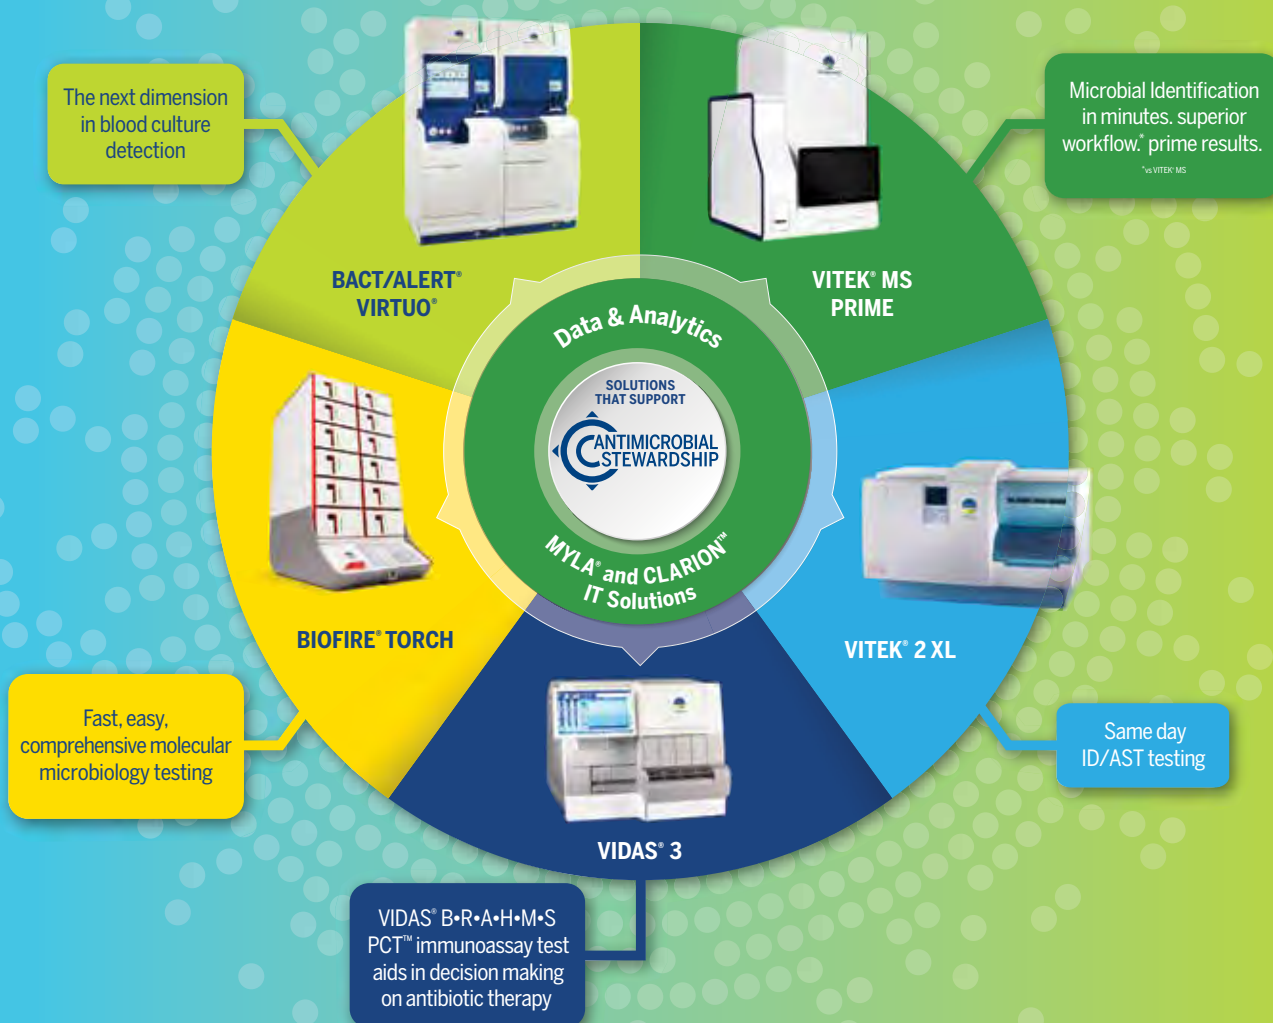 The next dimension
in blood culture
detection
Microbial Identification
in minutes. superior
workflow.* prime results.
*vs VITEK® MS
BACT/ALERT®
VIRTUO®
VITEK® MS
PRIME
Data & Analytics
SOLUTIONS
THAT SUPPORT
ANTIMICROBIAL
STEWARDSHIP
MYLA® and CLARION™
IT Solutions
BIOFIRE® TORCH
VITEK® 2 XL
Fast, easy,
comprehensive molecular
microbiology testing
Same day
ID/AST testing
VIDAS® 3
VIDAS® B•R•A•H•M•S
PCT™ immunoassay test
aids in decision making
on antibiotic therapy